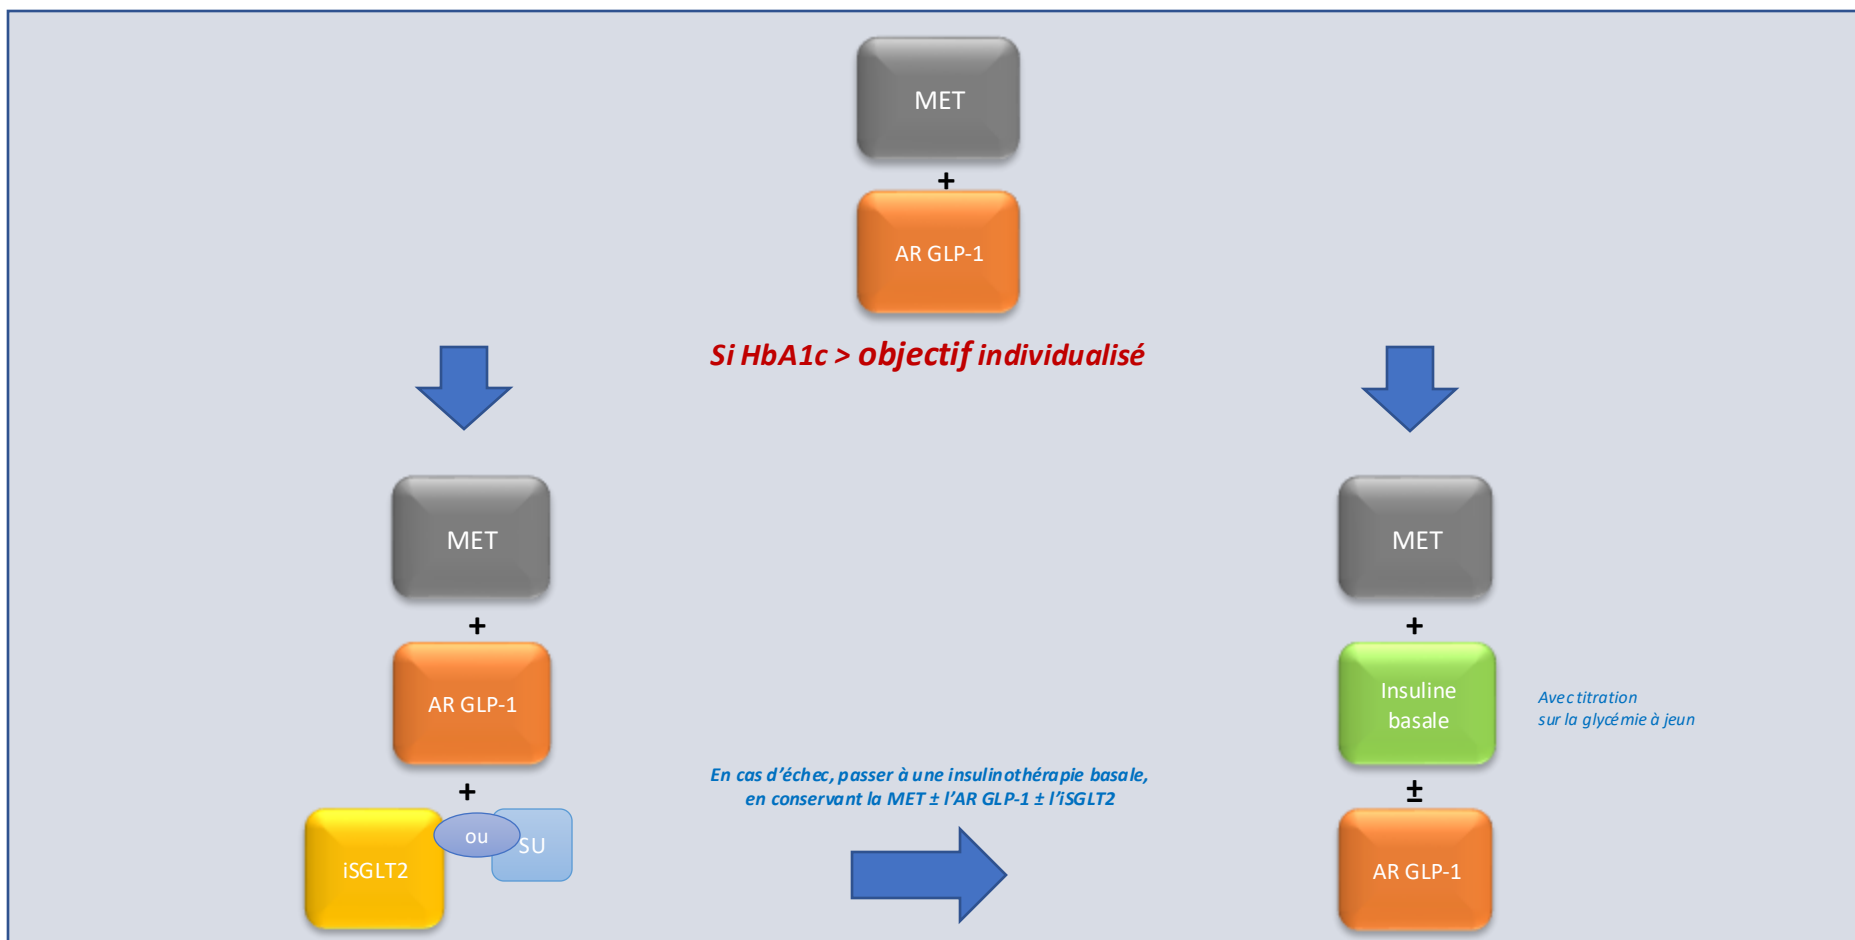 MET
+
AR GLP-1
Si HbA1c > objectif individualisé
MET
+
AR GLP-1
+
iSGLT2
ou
SU
En cas d'échec, passer à une insulinothérapie basale,
en conservant la MET ± l'AR GLP-1 ± l'iSGLT2
MET
+
Insuline
basale
Avec titration
sur la glycémie à jeun
±
AR GLP-1